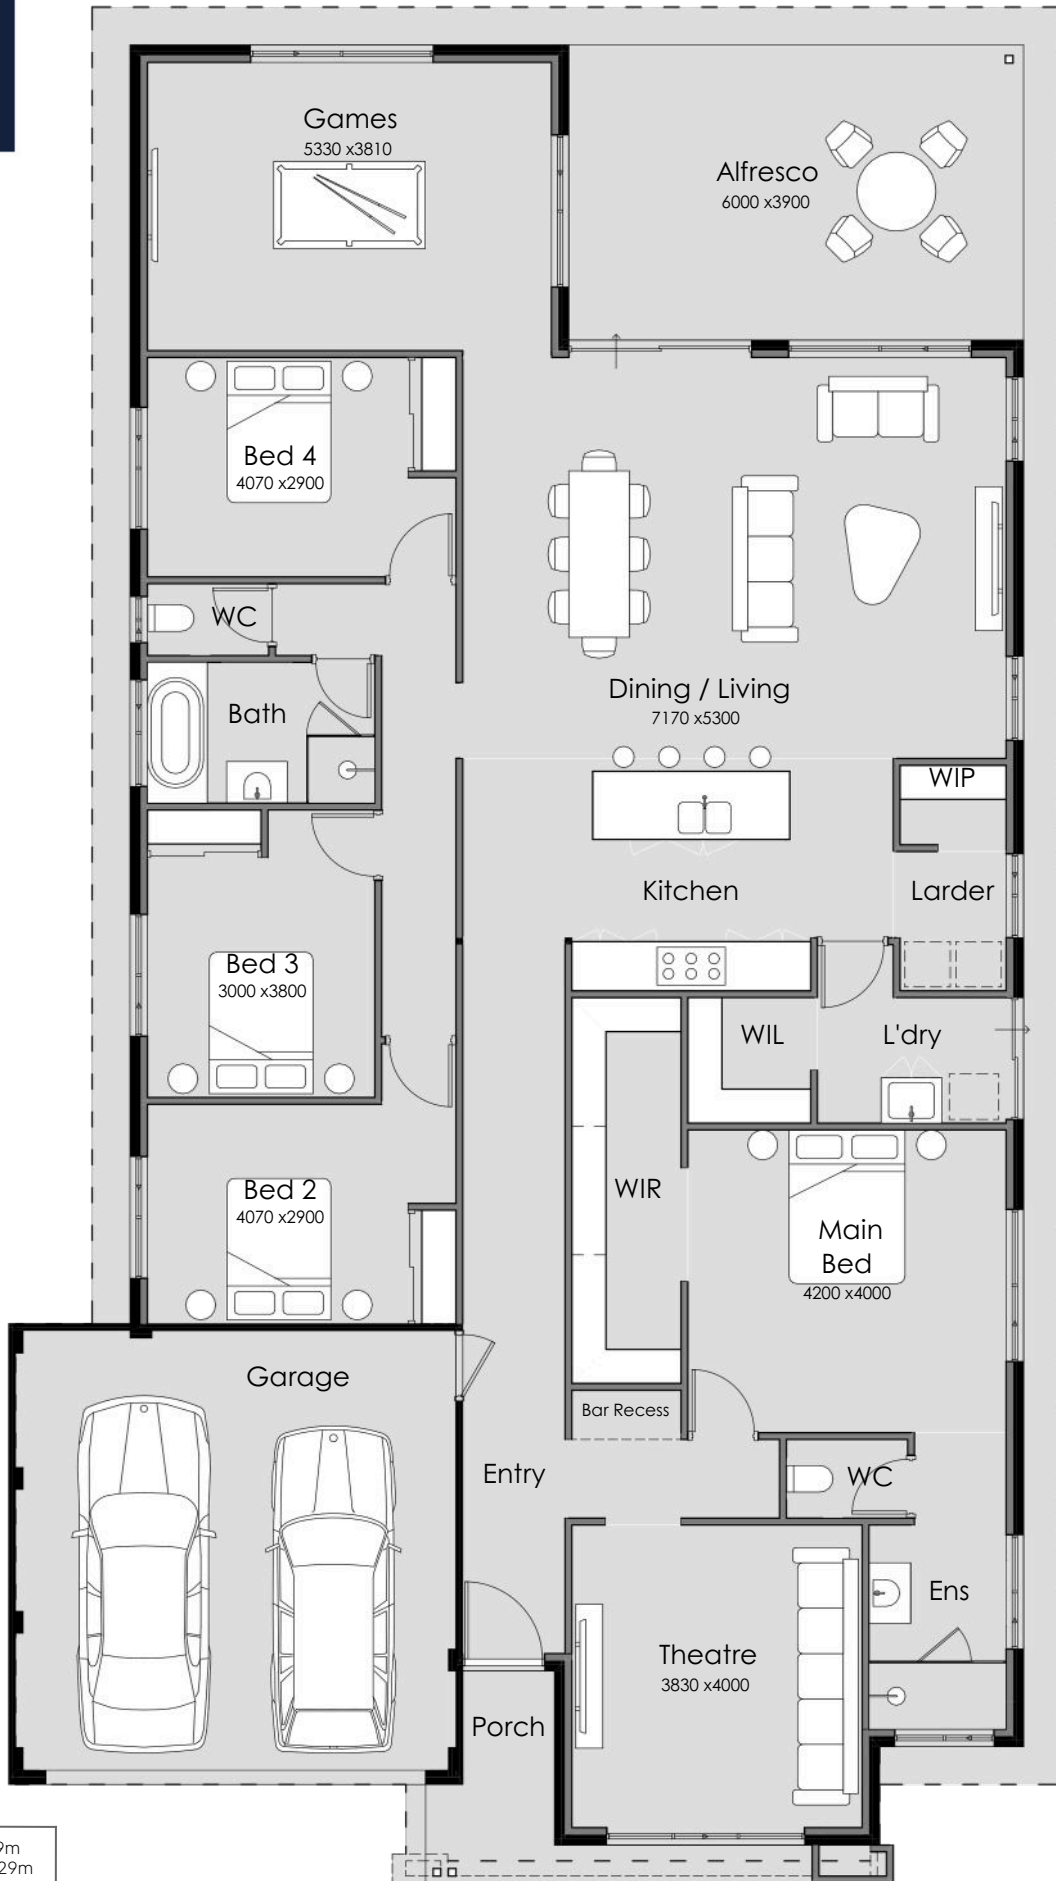 Games
5330 x3810
Alfresco
6000 x3900
Bed 4
4070 x2900
WC
Bath
Dining / Living
7170 x5300
WIP
Kitchen
Larder
Bed 3
3000 x3800
WIL
L'dry
Bed 2
4070 x2900
WIR
Main
Bed
4200 x4000
Garage
Bar Recess
Entry
WC
Ens
Theatre
3830 x4000
Porch
9m
29m